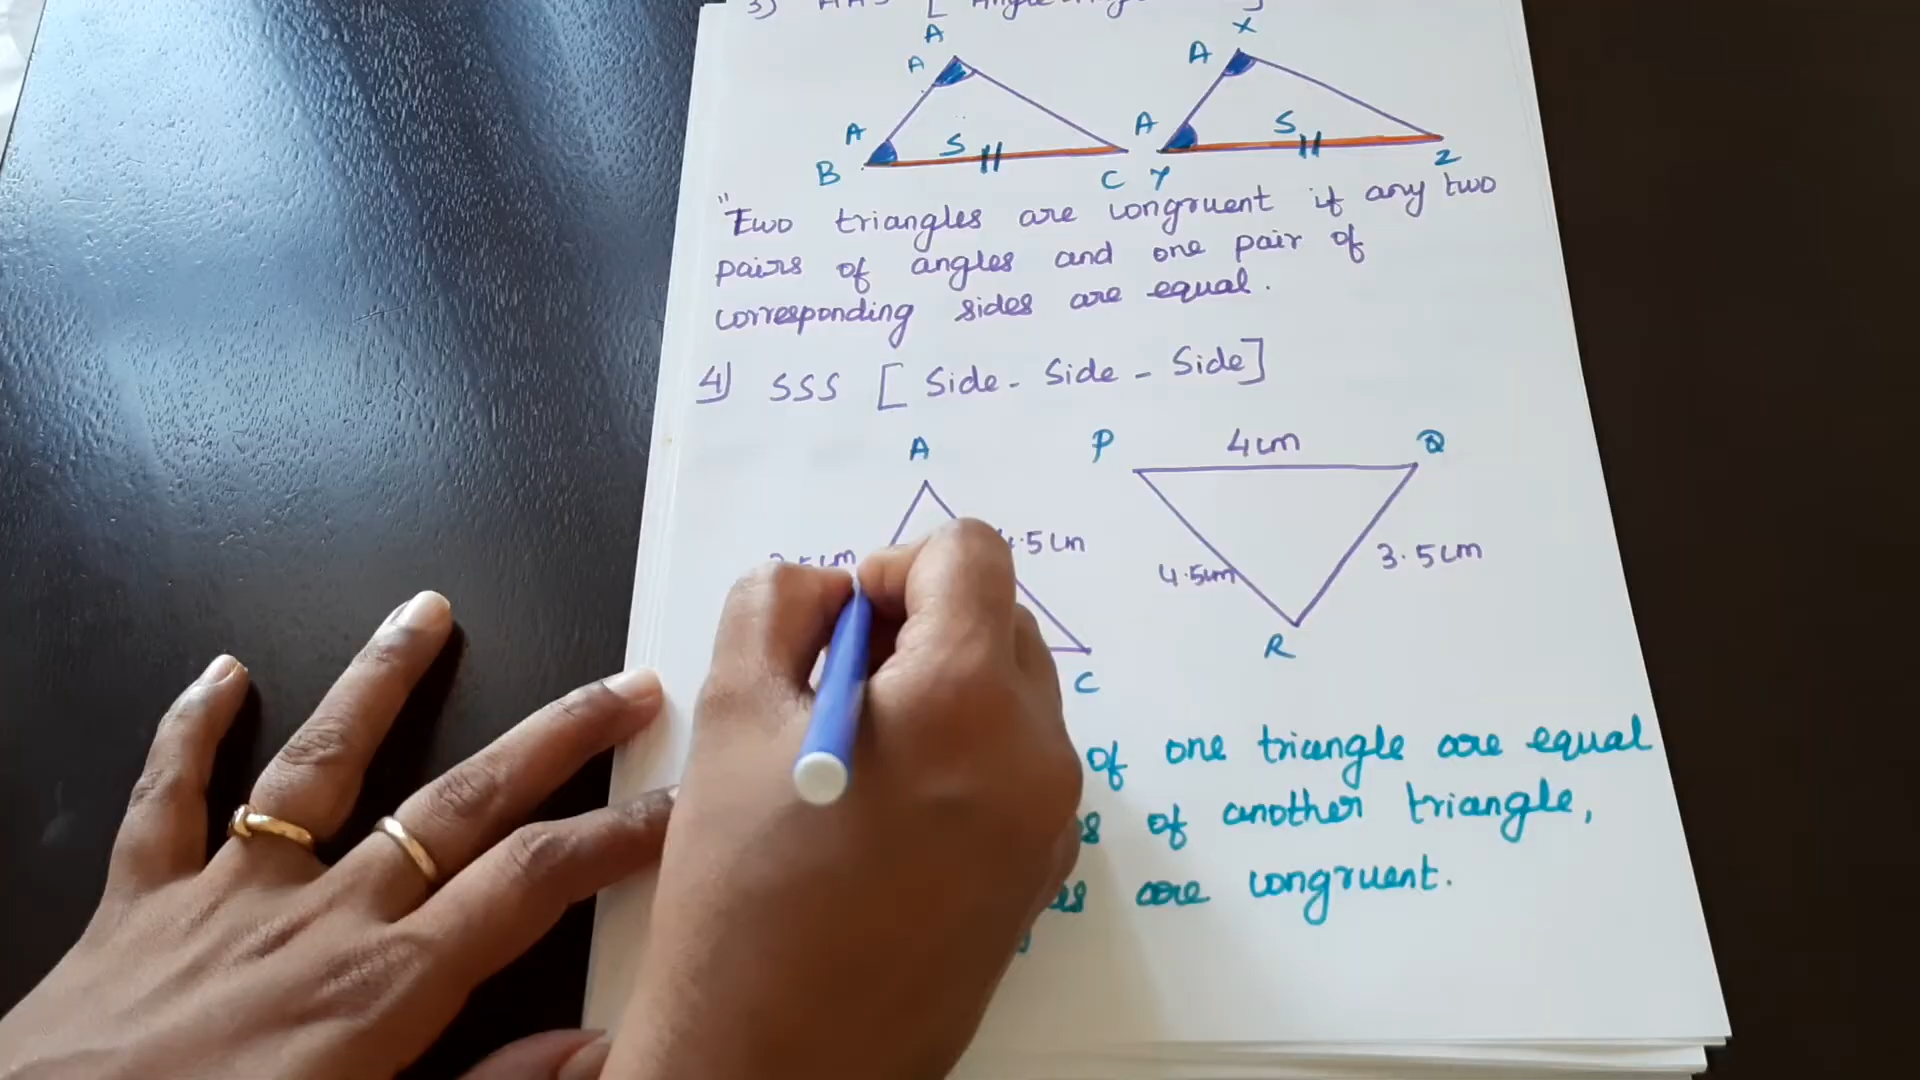 A
X
A
A
A
S
A
S
B
C
Y
Z
"Two triangles are congruent if any two
pairs of angles and one pair of
corresponding sides are equal.
4) SSS [ Side - Side - Side]
A
P
4cm
Q
4.5cm
3.5cm
4.5cm
R
C
of one triangle are equal
of another triangle,
are congruent.